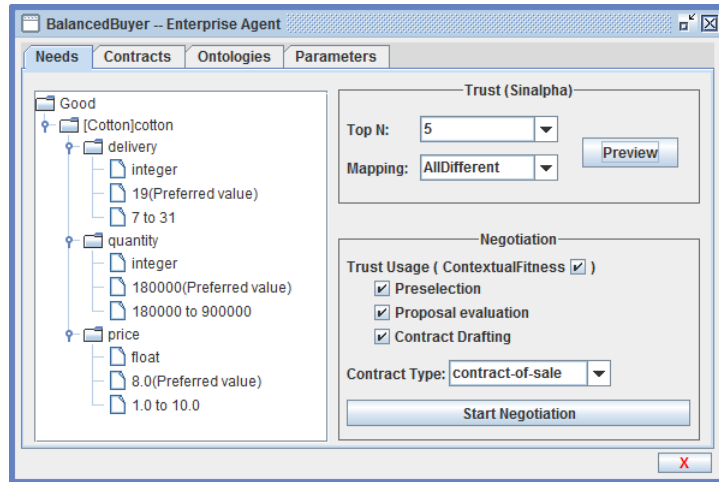 BalancedBuyer -- Enterprise Agent
Needs Contracts Ontologies Parameters
Good
[Cotton]cotton
delivery
integer
19(Preferred value)
7 to 31
quantity
integer
180000(Preferred value)
180000 to 900000
price
float
8.0(Preferred value)
1.0 to 10.0
Trust (Sinalpha)
Top N: 5
Preview
Mapping: AllDifferent
Negotiation
Trust Usage ( ContextualFitness )
Preselection
Proposal evaluation
Contract Drafting
Contract Type: contract-of-sale
Start Negotiation
X